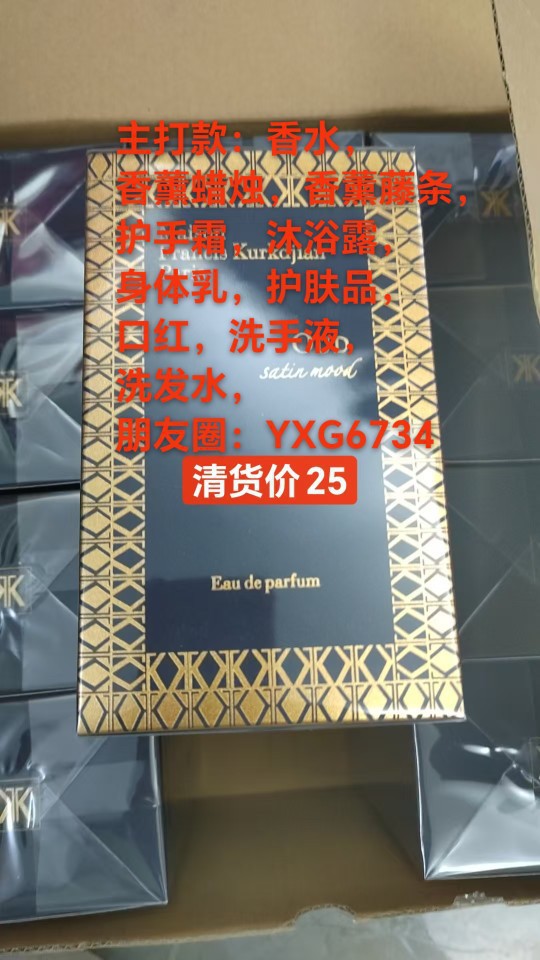 主打款：香水，
香薰蜡烛，香薰藤条，
护手霜，沐浴露，
Francis Kurkdjian
身体乳，护肤品，
口红，洗手液，
satin mood
洗发水，
朋友圈：YXG6734
清货价25
Eau de parfum